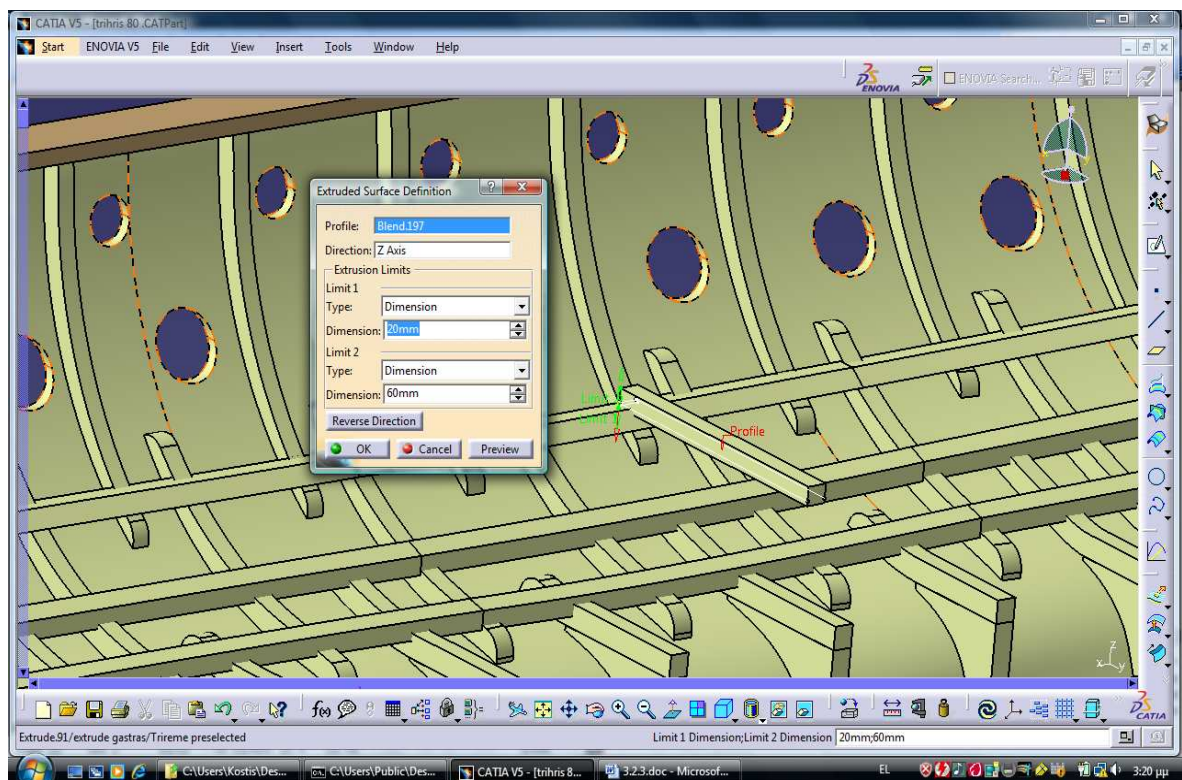 CATIA V5 - [trihris 80 .CATPart]
Start ENOVIA V5 File Edit View Insert Tools Window Help
ENOVIA
ENOVIA Search...
Extruded Surface Definition
Profile: Blend.197
Direction: Z Axis
Extrusion Limits
Limit 1
Type: Dimension
Dimension: 20mm
Limit 2
Type: Dimension
Dimension: 60mm
Reverse Direction
OK Cancel Preview
Limit 2
Limit 1
Profile
z
x y
f(x)
CATIA
Extrude.91/extrude gastras/Trireme preselected
Limit 1 Dimension;Limit 2 Dimension 20mm;60mm
C:\Users\Kostis\Des...
C:\Users\Public\Des...
CATIA V5 - [trihris 8...
3.2.3.doc - Microsof...
EL
3:20 μμ